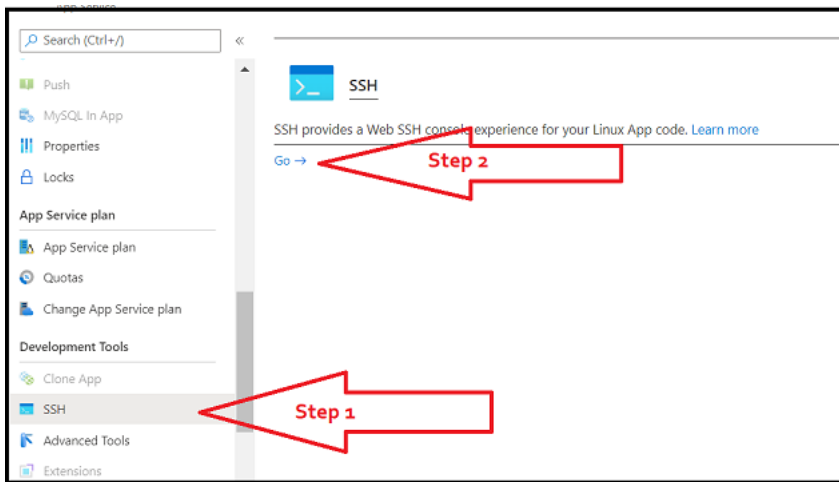 App Service
Search (Ctrl+/)
Push
MySQL In App
Properties
Locks
App Service plan
App Service plan
Quotas
Change App Service plan
Development Tools
Clone App
SSH
Advanced Tools
Extensions
SSH
SSH provides a Web SSH console experience for your Linux App code. Learn more
Go →
Step 2
Step 1